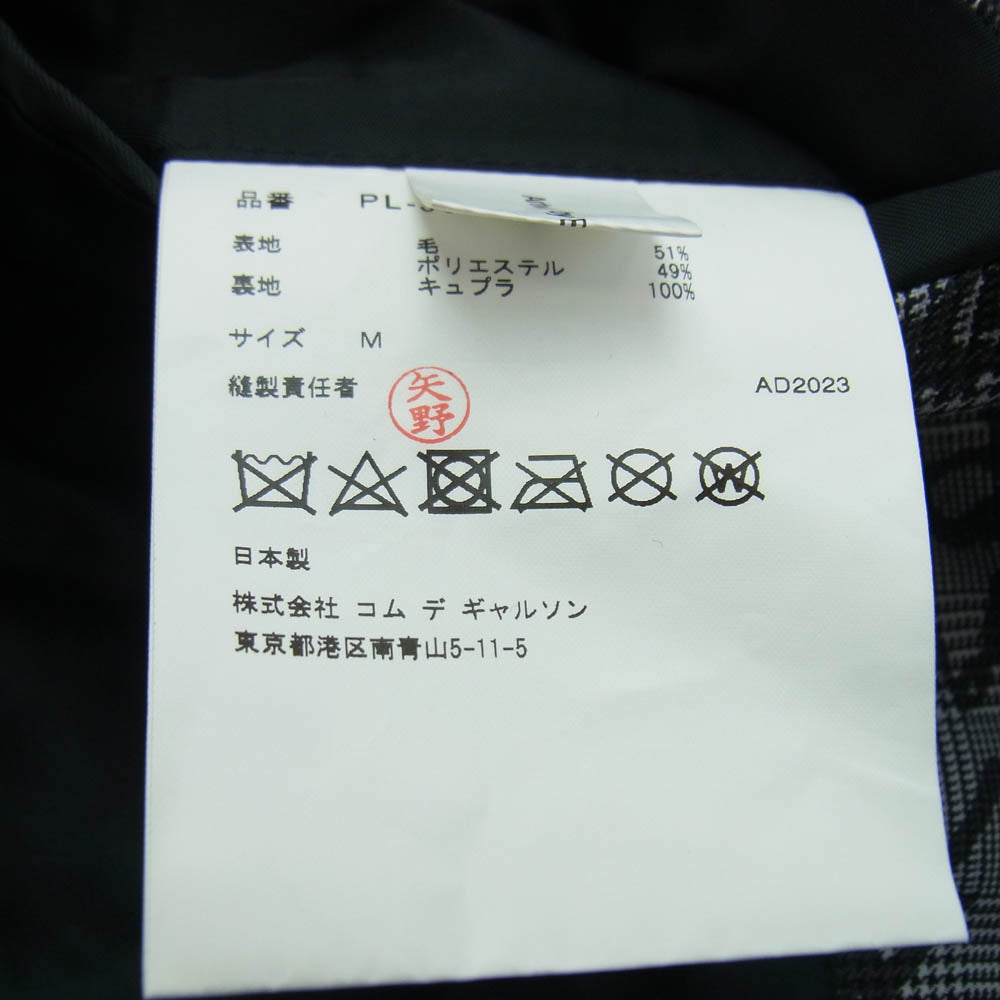 品番 PL-
表地 毛 51%
ポリエステル 49%
裏地 キュプラ 100%
サイズ M
縫製責任者 矢野 AD2023
W
日本製
株式会社 コム デ ギャルソン
東京都港区南青山5-11-5